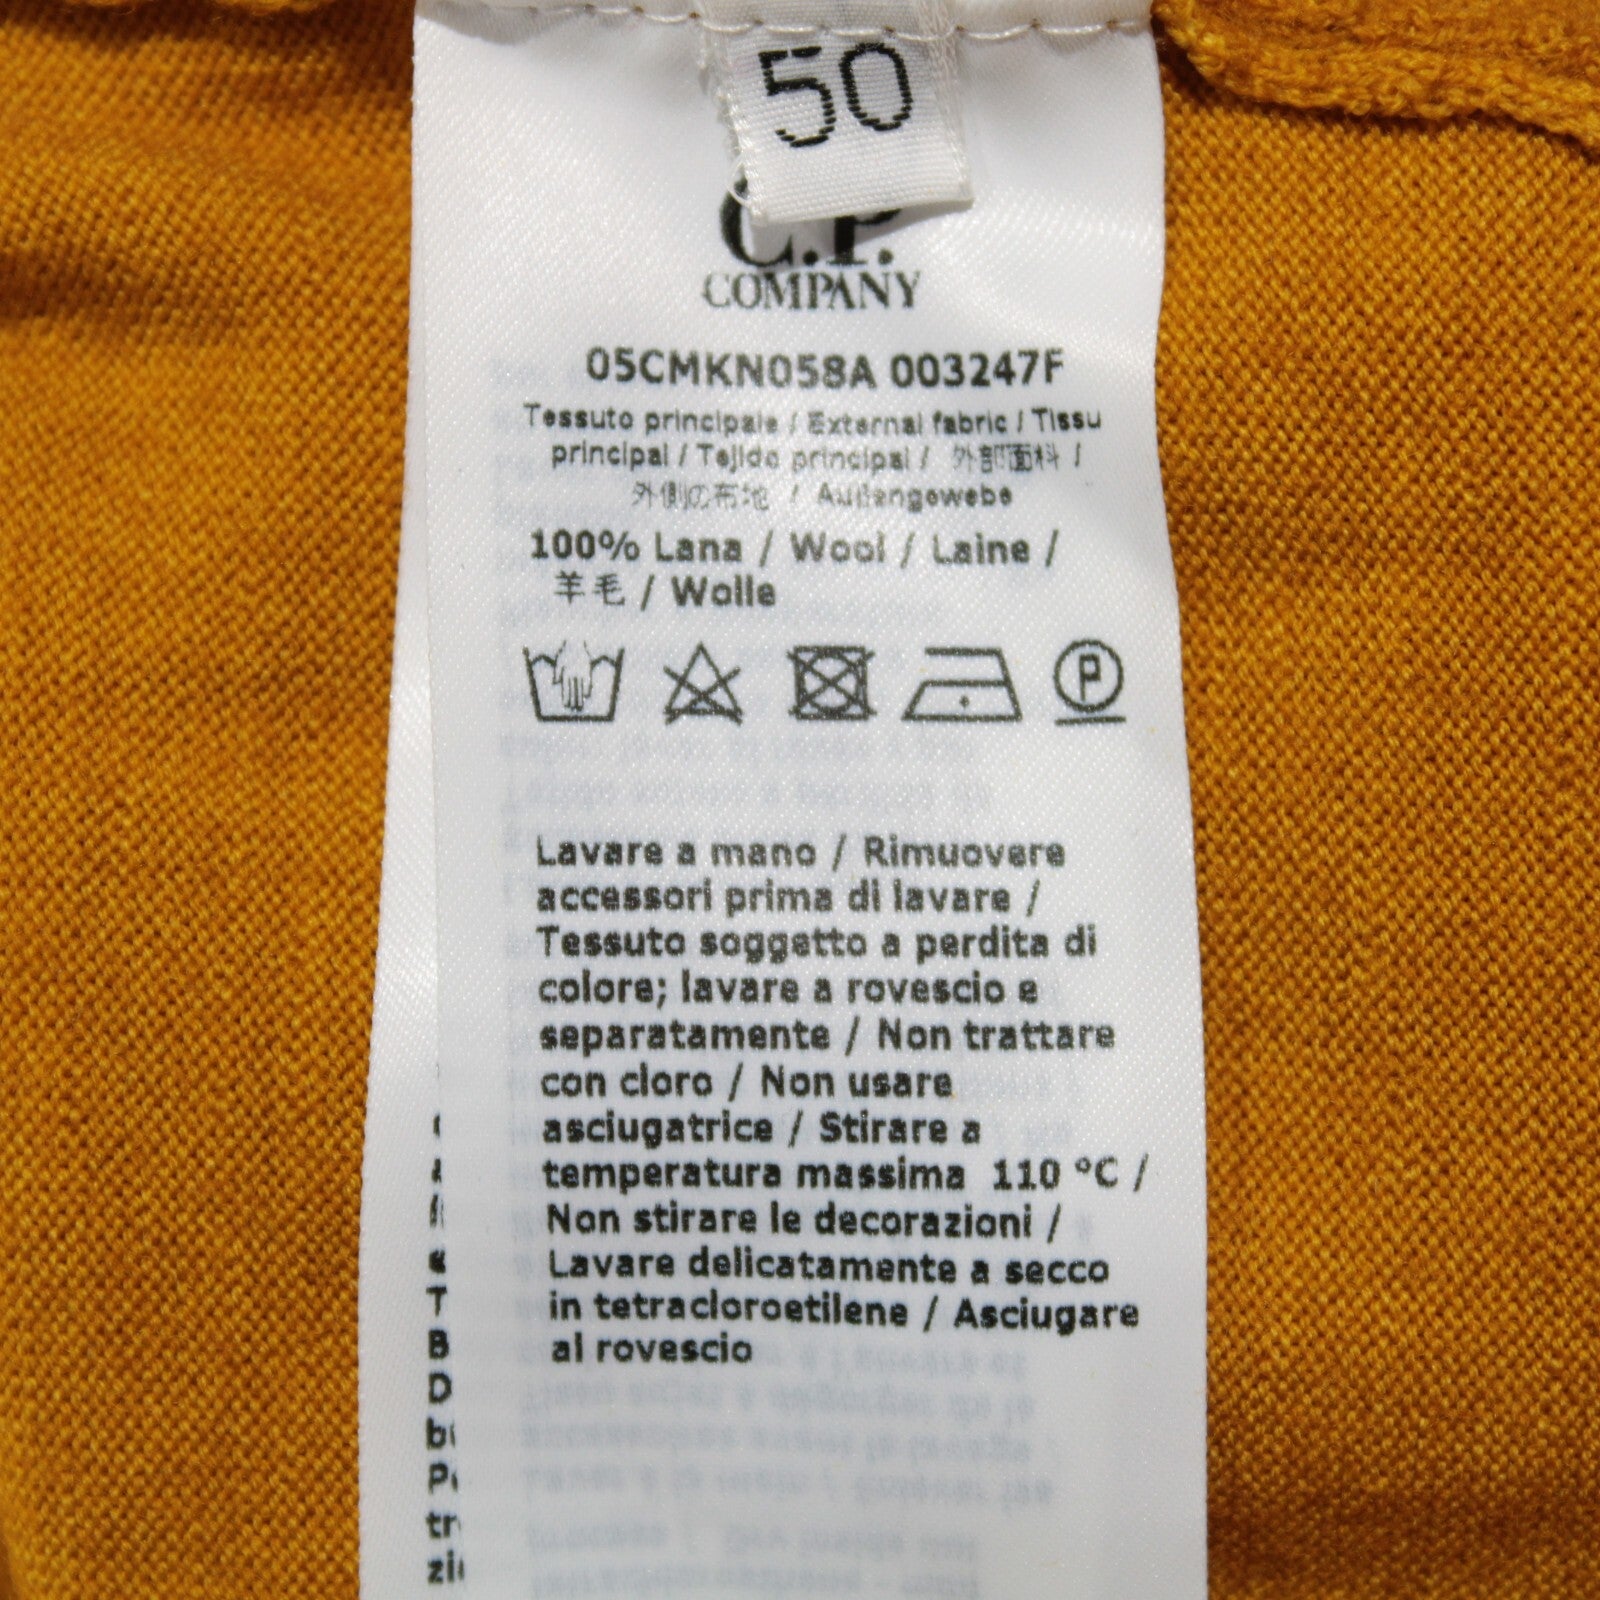 50
C.P.
COMPANY
05CMKN058A 003247F
Tessuto principale / External fabric / Tissu
principal / Tejido principal / 外部面料 /
外側の布地 / Außengewebe
100% Lana / Wool / Laine /
羊毛 / Wolle
P
Lavare a mano / Rimuovere
accessori prima di lavare /
Tessuto soggetto a perdita di
colore; lavare a rovescio e
separatamente / Non trattare
con cloro / Non usare
asciugatrice / Stirare a
temperatura massima 110 °C /
Non stirare le decorazioni /
Lavare delicatamente a secco
in tetracloroetilene / Asciugare
al rovescio